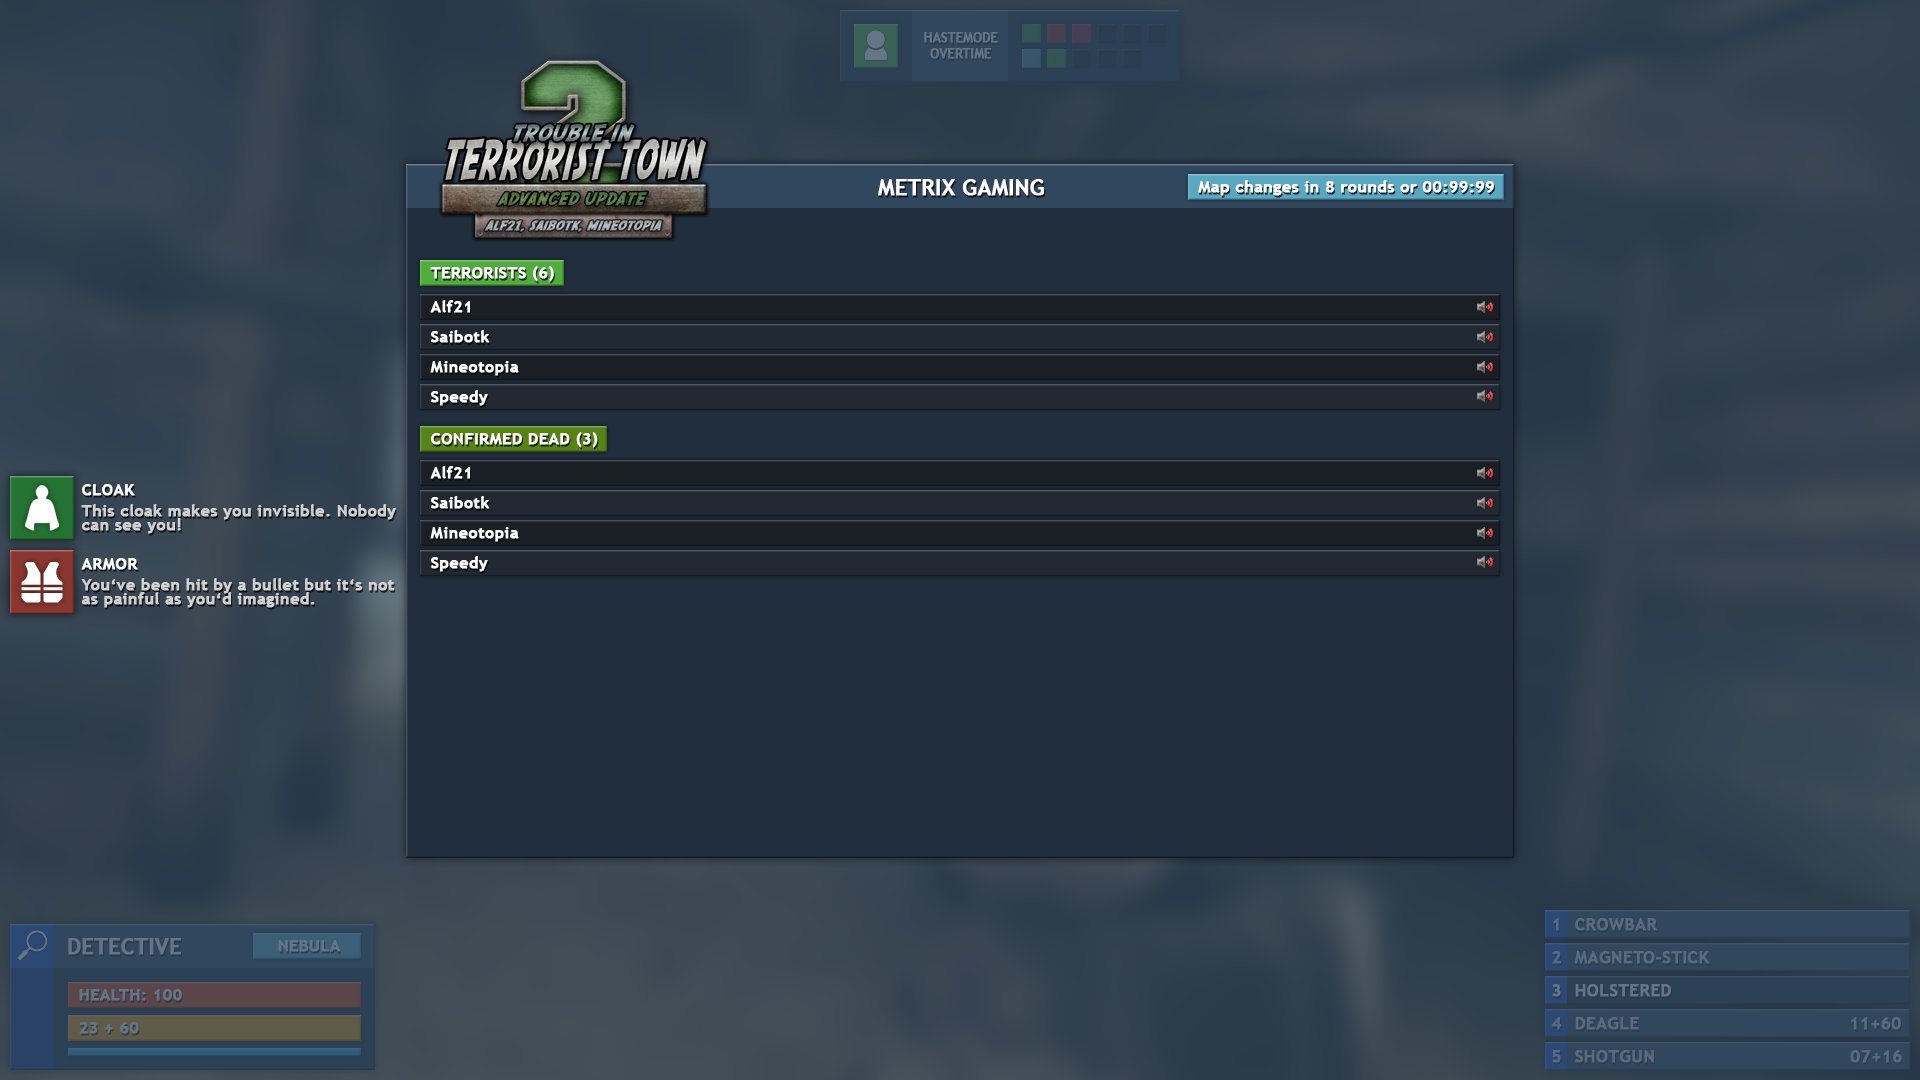 HASTEMODE
OVERTIME
2
TROUBLE IN
TERRORIST TOWN
ADVANCED UPDATE
ALF21, SAIBOTK, MINEOTOPIA
METRIX GAMING
Map changes in 8 rounds or 00:99:99
TERRORISTS (6)
Alf21
Saibotk
Mineotopia
Speedy
CONFIRMED DEAD (3)
Alf21
Saibotk
Mineotopia
Speedy
CLOAK
This cloak makes you invisible. Nobody
can see you!
ARMOR
You've been hit by a bullet but it's not
as painful as you'd imagined.
DETECTIVE
NEBULA
HEALTH: 100
23 + 60
1 CROWBAR
2 MAGNETO-STICK
3 HOLSTERED
4 DEAGLE 11+60
5 SHOTGUN 07+16